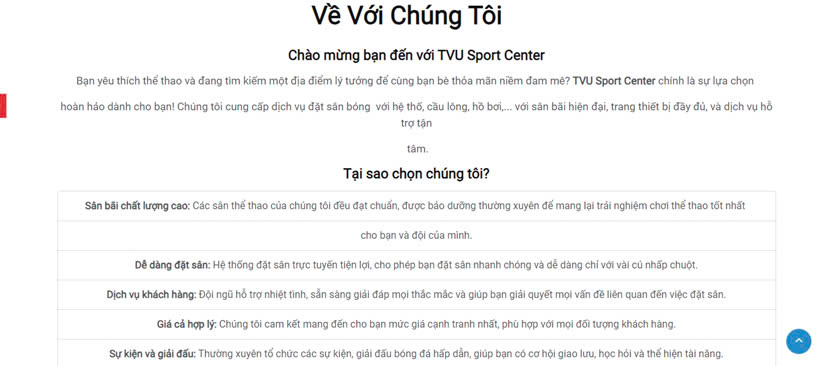 Về Với Chúng Tôi
Chào mừng bạn đến với TVU Sport Center
Bạn yêu thích thể thao và đang tìm kiếm một địa điểm lý tưởng để cùng bạn bè thỏa mãn niềm đam mê? TVU Sport Center chính là sự lựa chọn
hoàn hảo dành cho bạn! Chúng tôi cung cấp dịch vụ đặt sân bóng với hệ thố, cầu lông, hồ bơi,... với sân bãi hiện đại, trang thiết bị đầy đủ, và dịch vụ hỗ
trợ tận
tâm.
Tại sao chọn chúng tôi?
Sân bãi chất lượng cao: Các sân thể thao của chúng tôi đều đạt chuẩn, được bảo dưỡng thường xuyên để mang lại trải nghiệm chơi thể thao tốt nhất
cho bạn và đội của mình.
Dễ dàng đặt sân: Hệ thống đặt sân trực tuyến tiện lợi, cho phép bạn đặt sân nhanh chóng và dễ dàng chỉ với vài cú nhấp chuột.
Dịch vụ khách hàng: Đội ngũ hỗ trợ nhiệt tình, sẵn sàng giải đáp mọi thắc mắc và giúp bạn giải quyết mọi vấn đề liên quan đến việc đặt sân.
Giá cả hợp lý: Chúng tôi cam kết mang đến cho bạn mức giá cạnh tranh nhất, phù hợp với mọi đối tượng khách hàng.
Sự kiện và giải đấu: Thường xuyên tổ chức các sự kiện, giải đấu bóng đá hấp dẫn, giúp bạn có cơ hội giao lưu, học hỏi và thể hiện tài năng.